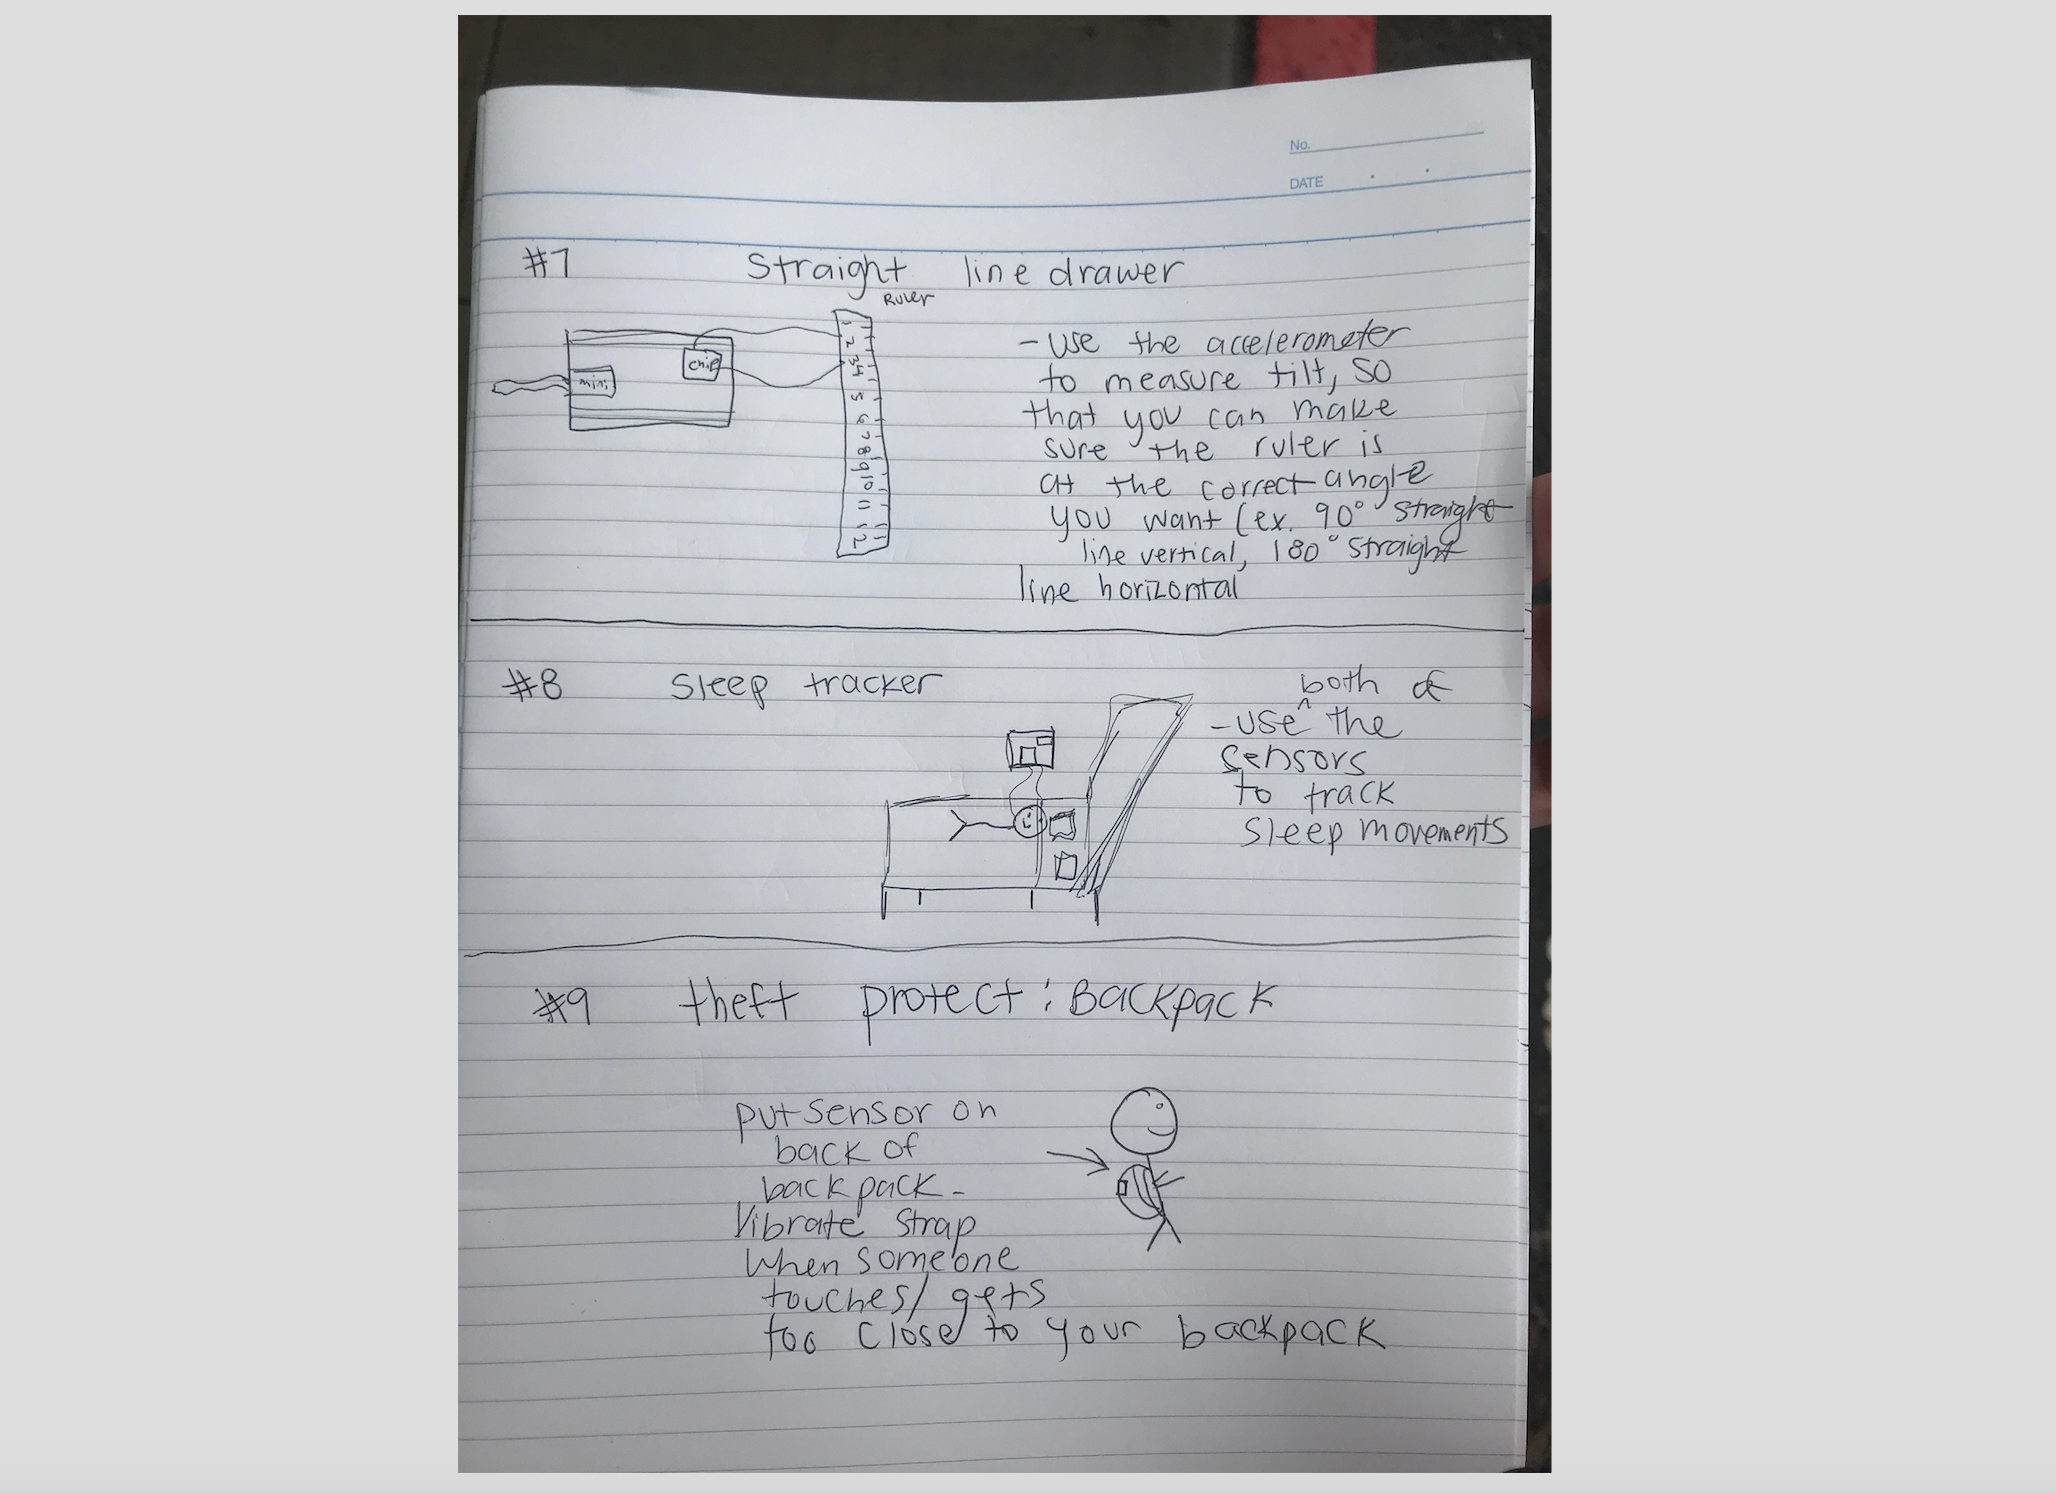 No.
DATE
#7 Straight line drawer
Ruler
chip
mini
1
2
3
4
5
6
7
8
9
10
11
12
- use the accelerometer
to measure tilt, so
that you can make
sure the ruler is
at the correct angle
you want (ex. 90° straight
line vertical, 180° straight
line horizontal
#8 Sleep tracker
both of
- use ^ the
sensors
to track
sleep movements
#9 theft protect: Backpack
put sensor on
back of
backpack -
Vibrate strap
when someone
touches/gets
too close to your backpack